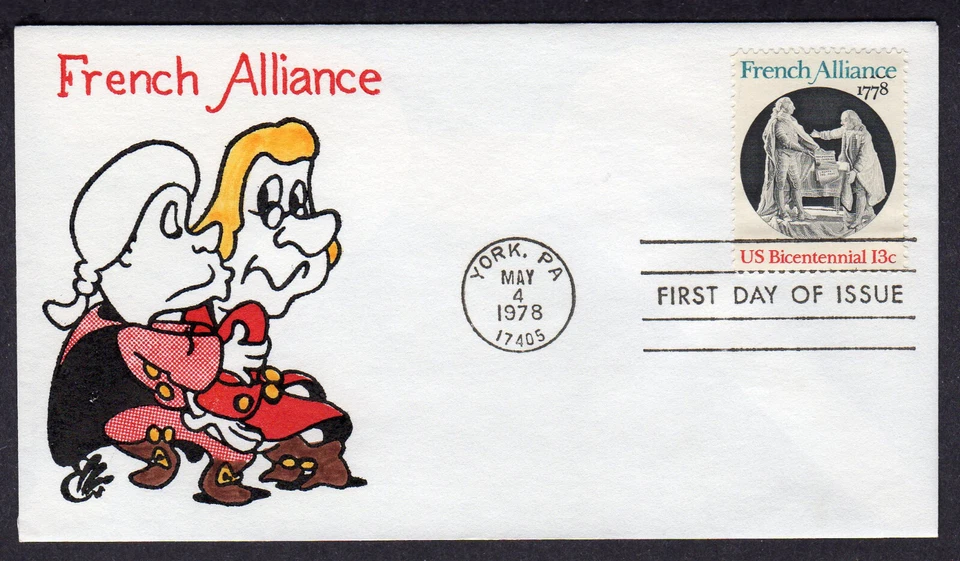 French Alliance
French Alliance
1778
US Bicentennial 13c
YORK, PA
MAY
4
1978
17405
FIRST DAY OF ISSUE